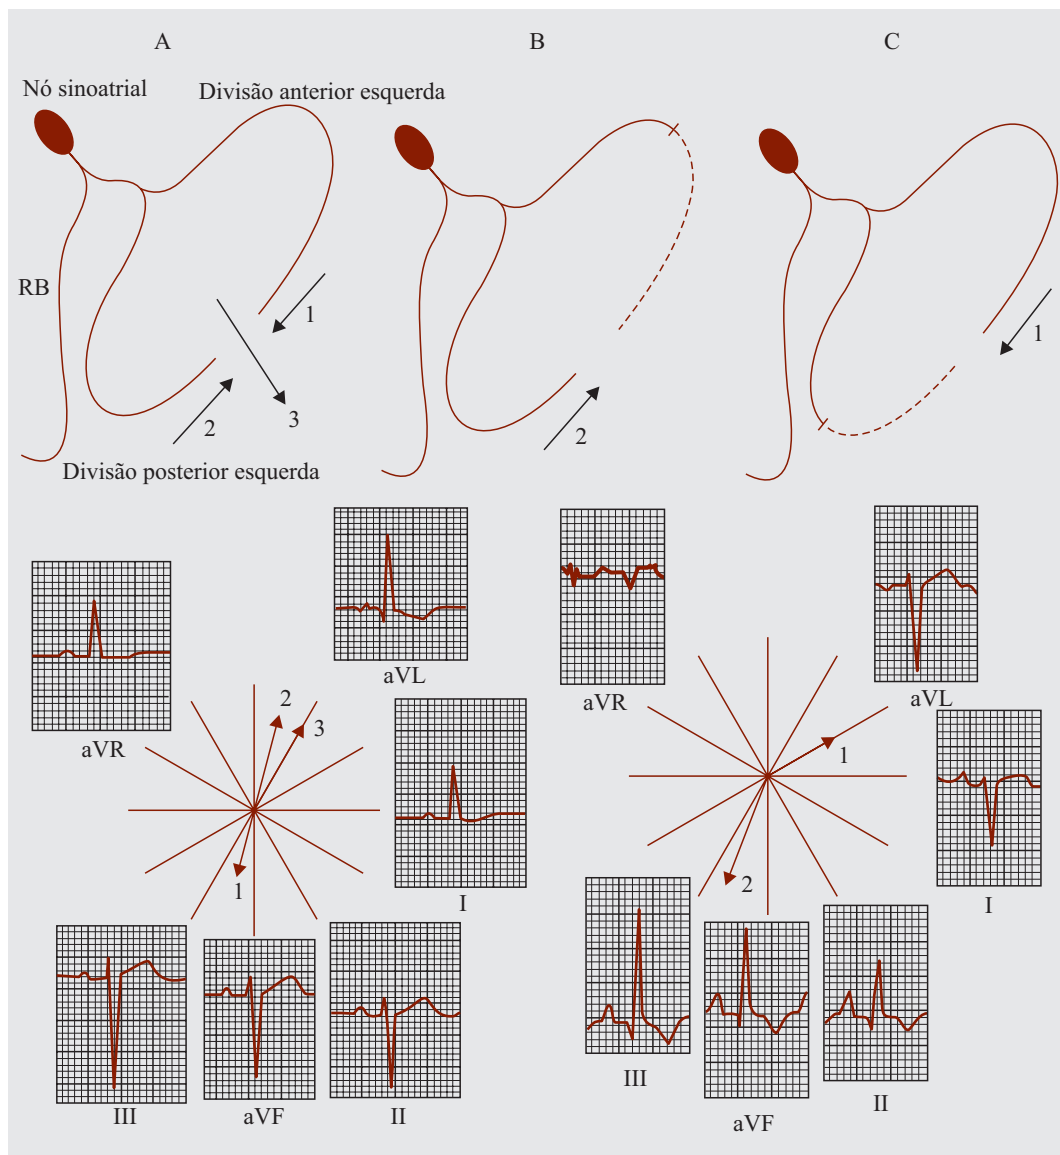 A B C
Nó sinoatrial Divisão anterior esquerda
RB
1
1
2 3
2
Divisão posterior esquerda
aVL
aVR
aVR
aVL
2
3
1
1
2
I
I
III
aVF
II
III
aVF
II